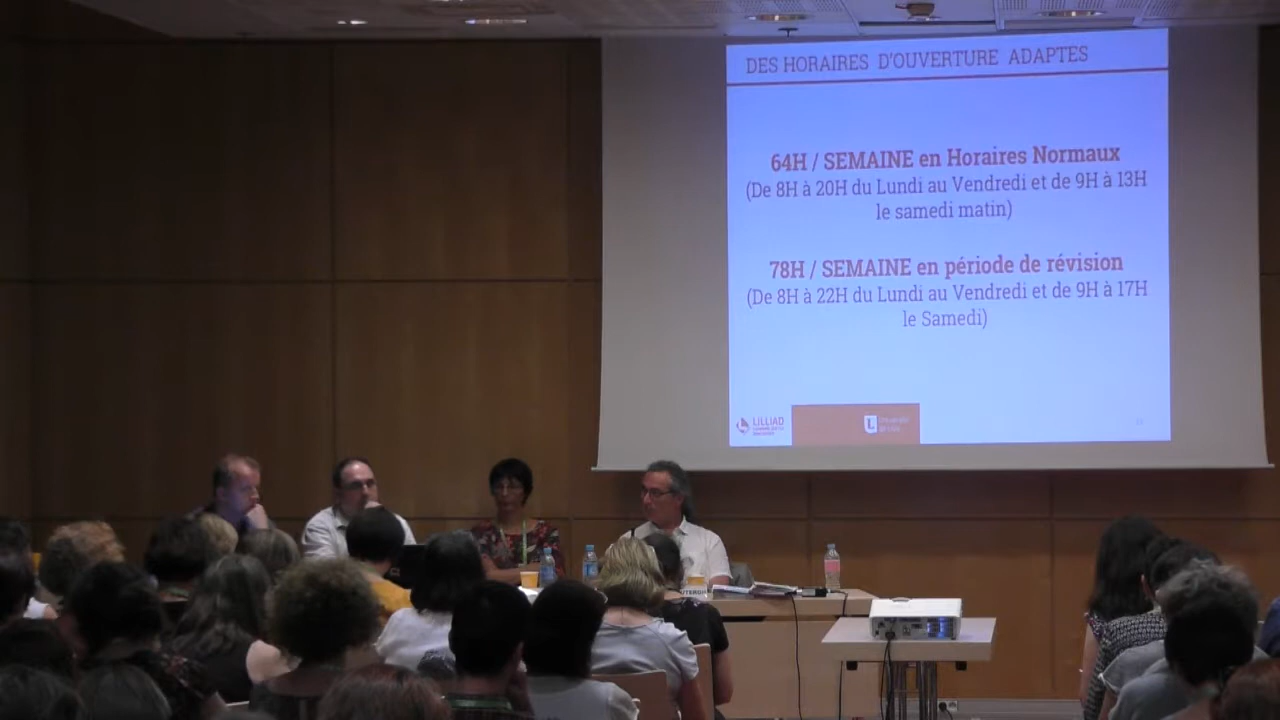 DES HORAIRES D'OUVERTURE ADAPTES
64H / SEMAINE en Horaires Normaux
(De 8H à 20H du Lundi au Vendredi et de 9H à 13H
le samedi matin)
78H / SEMAINE en période de révision
(De 8H à 22H du Lundi au Vendredi et de 9H à 17H
le Samedi)
LILLIAD